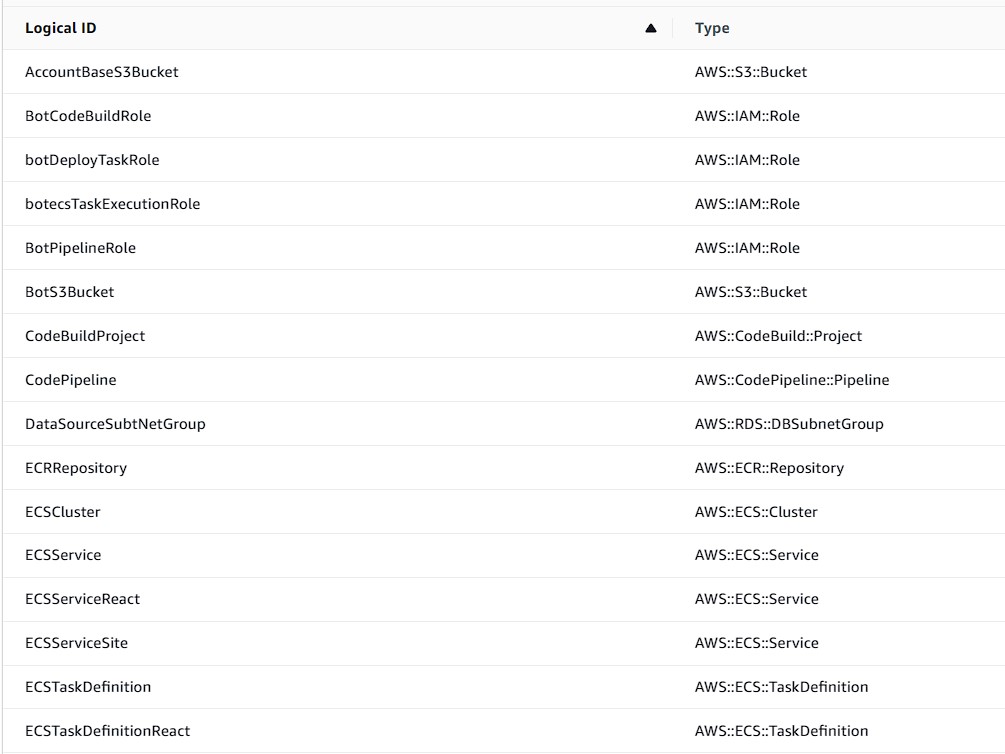 Logical ID ▲ Type
AccountBaseS3Bucket AWS::S3::Bucket
BotCodeBuildRole AWS::IAM::Role
botDeployTaskRole AWS::IAM::Role
botecsTaskExecutionRole AWS::IAM::Role
BotPipelineRole AWS::IAM::Role
BotS3Bucket AWS::S3::Bucket
CodeBuildProject AWS::CodeBuild::Project
CodePipeline AWS::CodePipeline::Pipeline
DataSourceSubtNetGroup AWS::RDS::DBSubnetGroup
ECRRepository AWS::ECR::Repository
ECSCluster AWS::ECS::Cluster
ECSService AWS::ECS::Service
ECSServiceReact AWS::ECS::Service
ECSServiceSite AWS::ECS::Service
ECSTaskDefinition AWS::ECS::TaskDefinition
ECSTaskDefinitionReact AWS::ECS::TaskDefinition